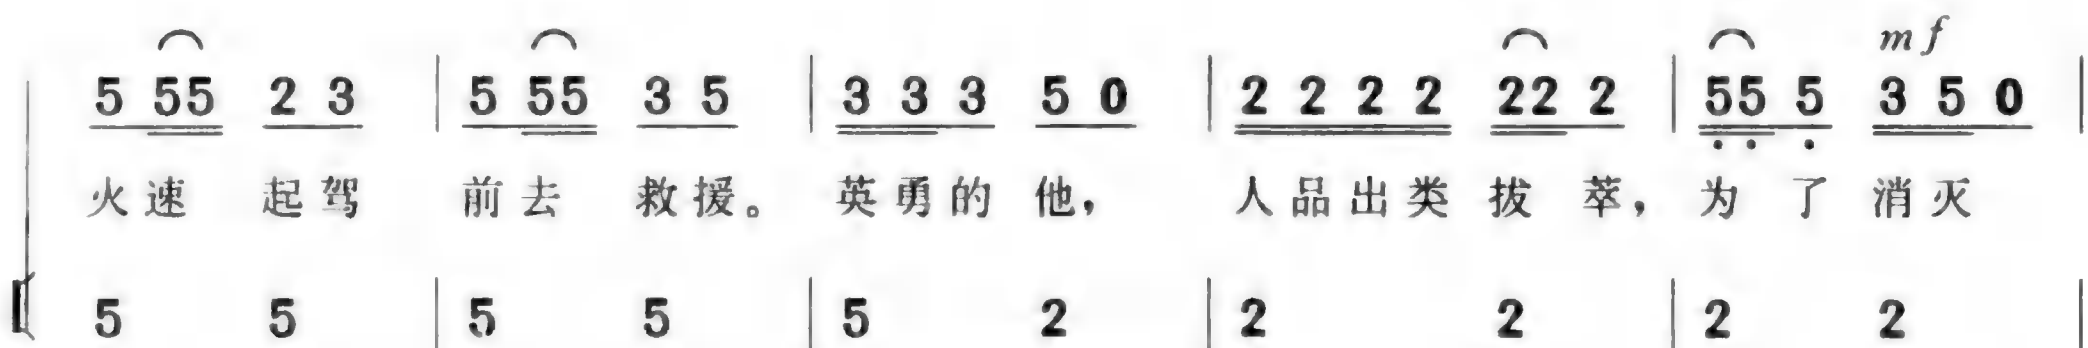 mf
5 55 2 3 | 5 55 3 5 | 3 3 3 5 0 | 2 2 2 2 22 2 | 55 5 3 5 0 |
火速 起驾 前去 救援。 英勇的 他， 人品出类 拔 萃， 为 了 消灭
5 5 | 5 5 | 5 2 | 2 2 | 2 2 |